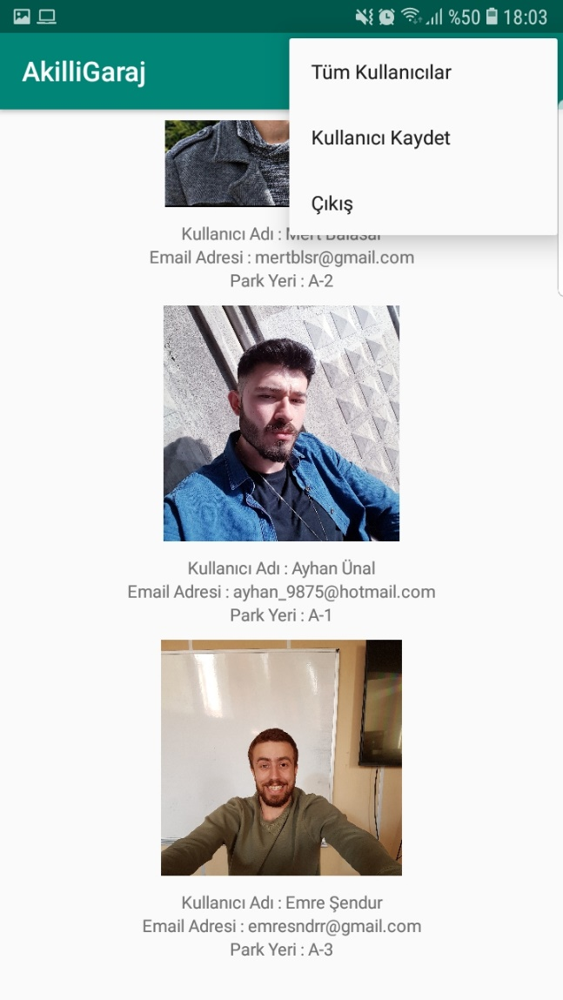 %50 18:03
AkilliGaraj
Tüm Kullanıcılar
Kullanıcı Kaydet
Çıkış
Kullanıcı Adı : Mert Balasar
Email Adresi : mertblsr@gmail.com
Park Yeri : A-2
Kullanıcı Adı : Ayhan Ünal
Email Adresi : ayhan_9875@hotmail.com
Park Yeri : A-1
Kullanıcı Adı : Emre Şendur
Email Adresi : emresndrr@gmail.com
Park Yeri : A-3